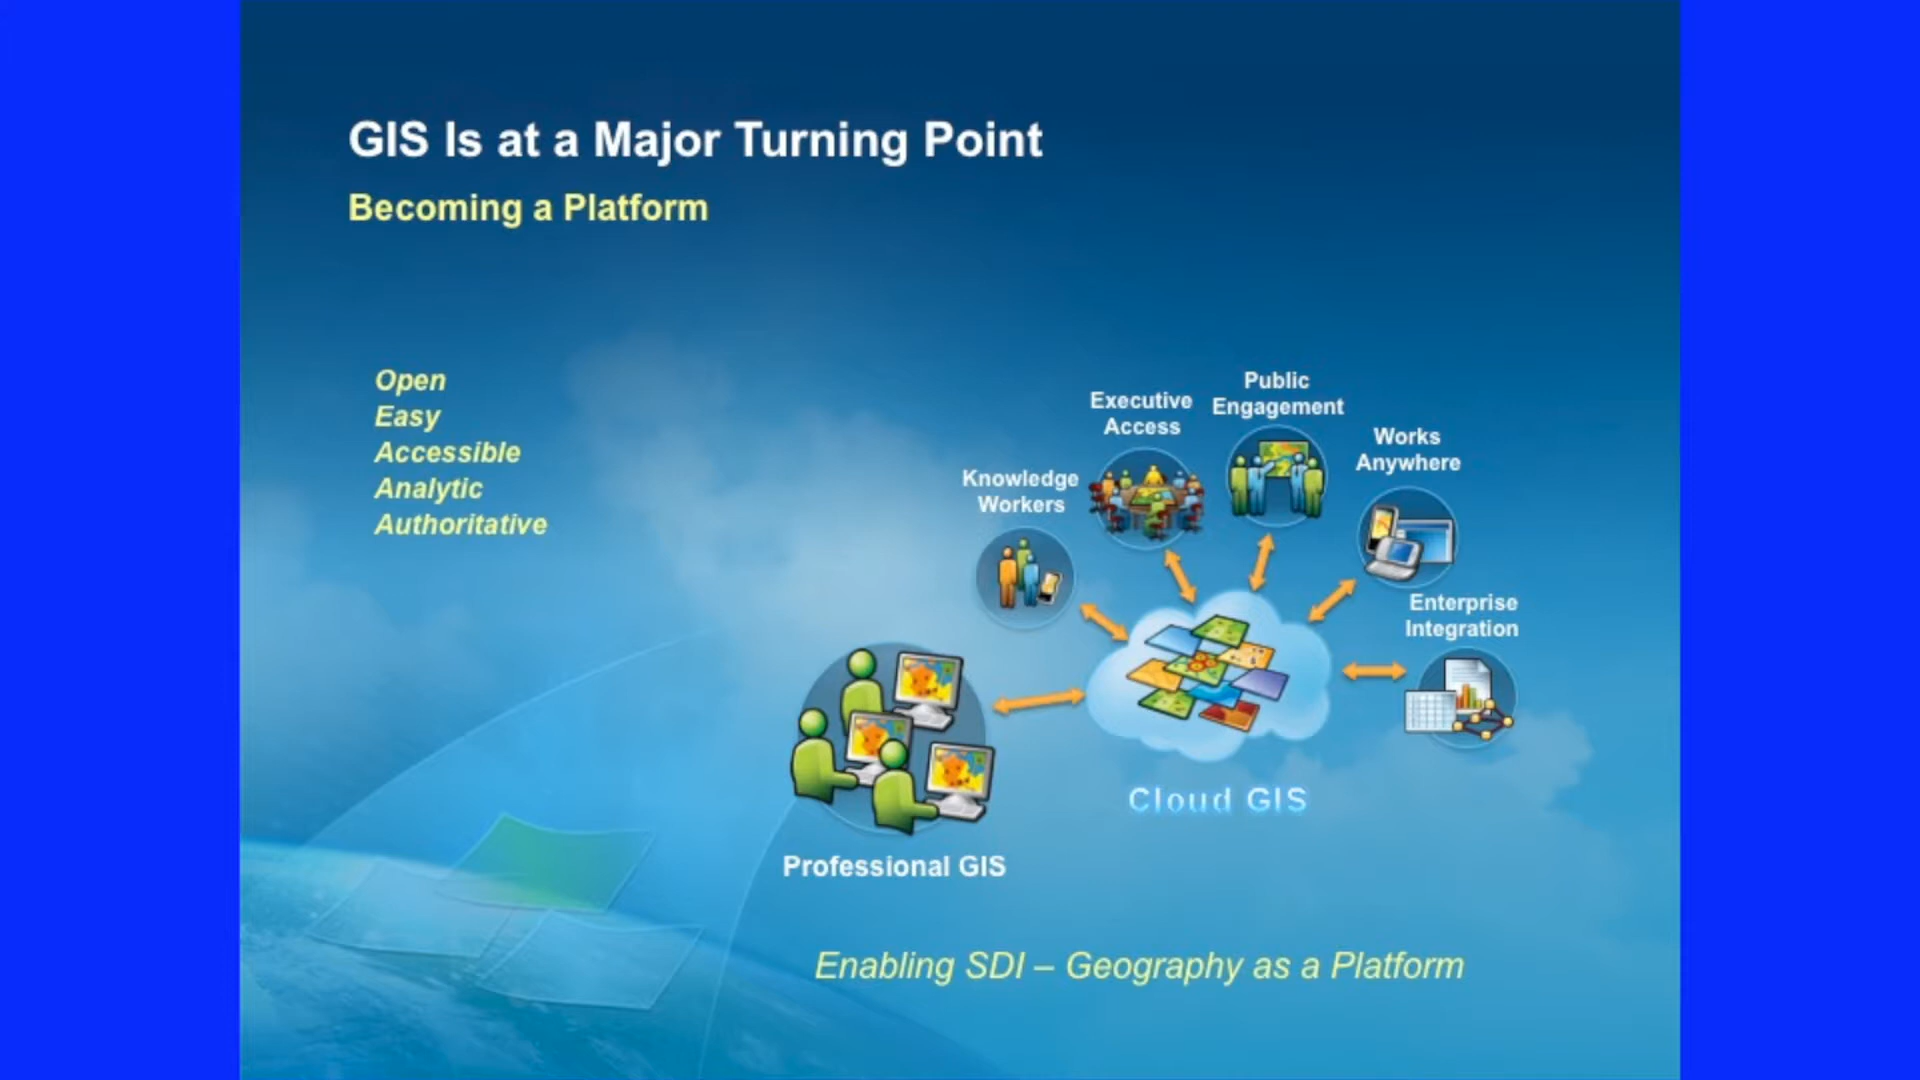 GIS Is at a Major Turning Point
Becoming a Platform
Open
Easy
Accessible
Analytic
Authoritative
Public
Engagement
Executive
Access
Works
Anywhere
Knowledge
Workers
Enterprise
Integration
Cloud GIS
Professional GIS
Enabling SDI – Geography as a Platform